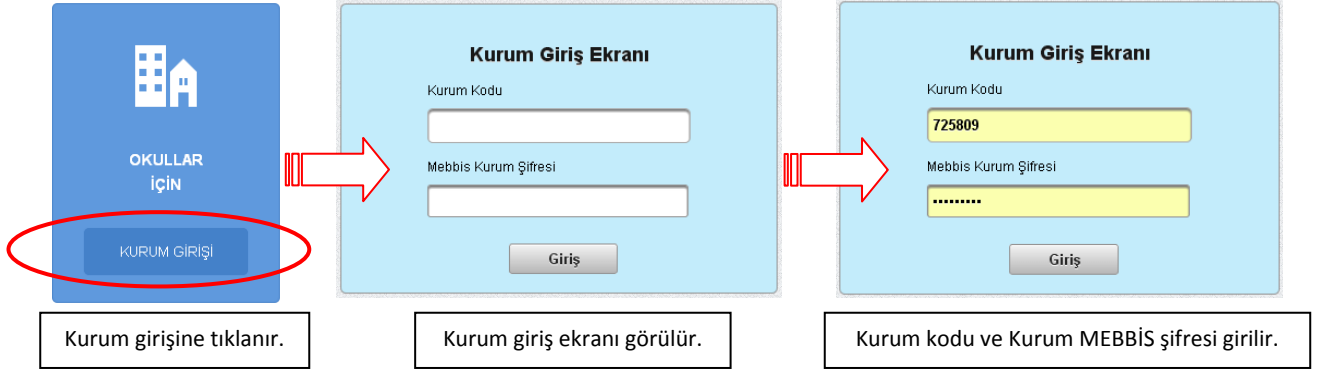 OKULLAR
İÇİN
KURUM GİRİŞİ
Kurum girişine tıklanır.
Kurum Giriş Ekranı
Kurum Kodu
Mebbis Kurum Şifresi
Giriş
Kurum giriş ekranı görülür.
Kurum Giriş Ekranı
Kurum Kodu
725809
Mebbis Kurum Şifresi
•••••••••
Giriş
Kurum kodu ve Kurum MEBBİS şifresi girilir.